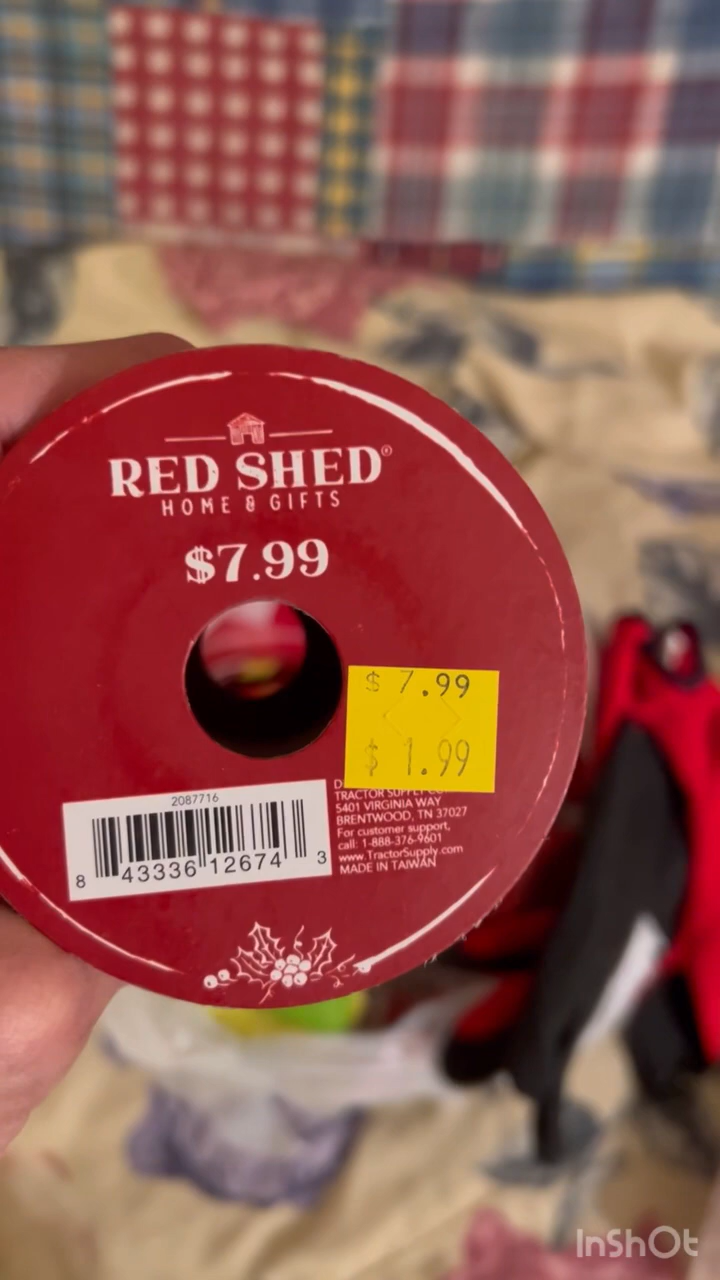 RED SHED®
HOME & GIFTS
$7.99
$ 7.99
$ 1.99
2087716
8 43336 12674 3
TRACTOR SUPPLY CO
5401 VIRGINIA WAY
BRENTWOOD, TN 37027
For customer support,
call: 1-888-376-9601
www.TractorSupply.com
MADE IN TAIWAN
InShOt